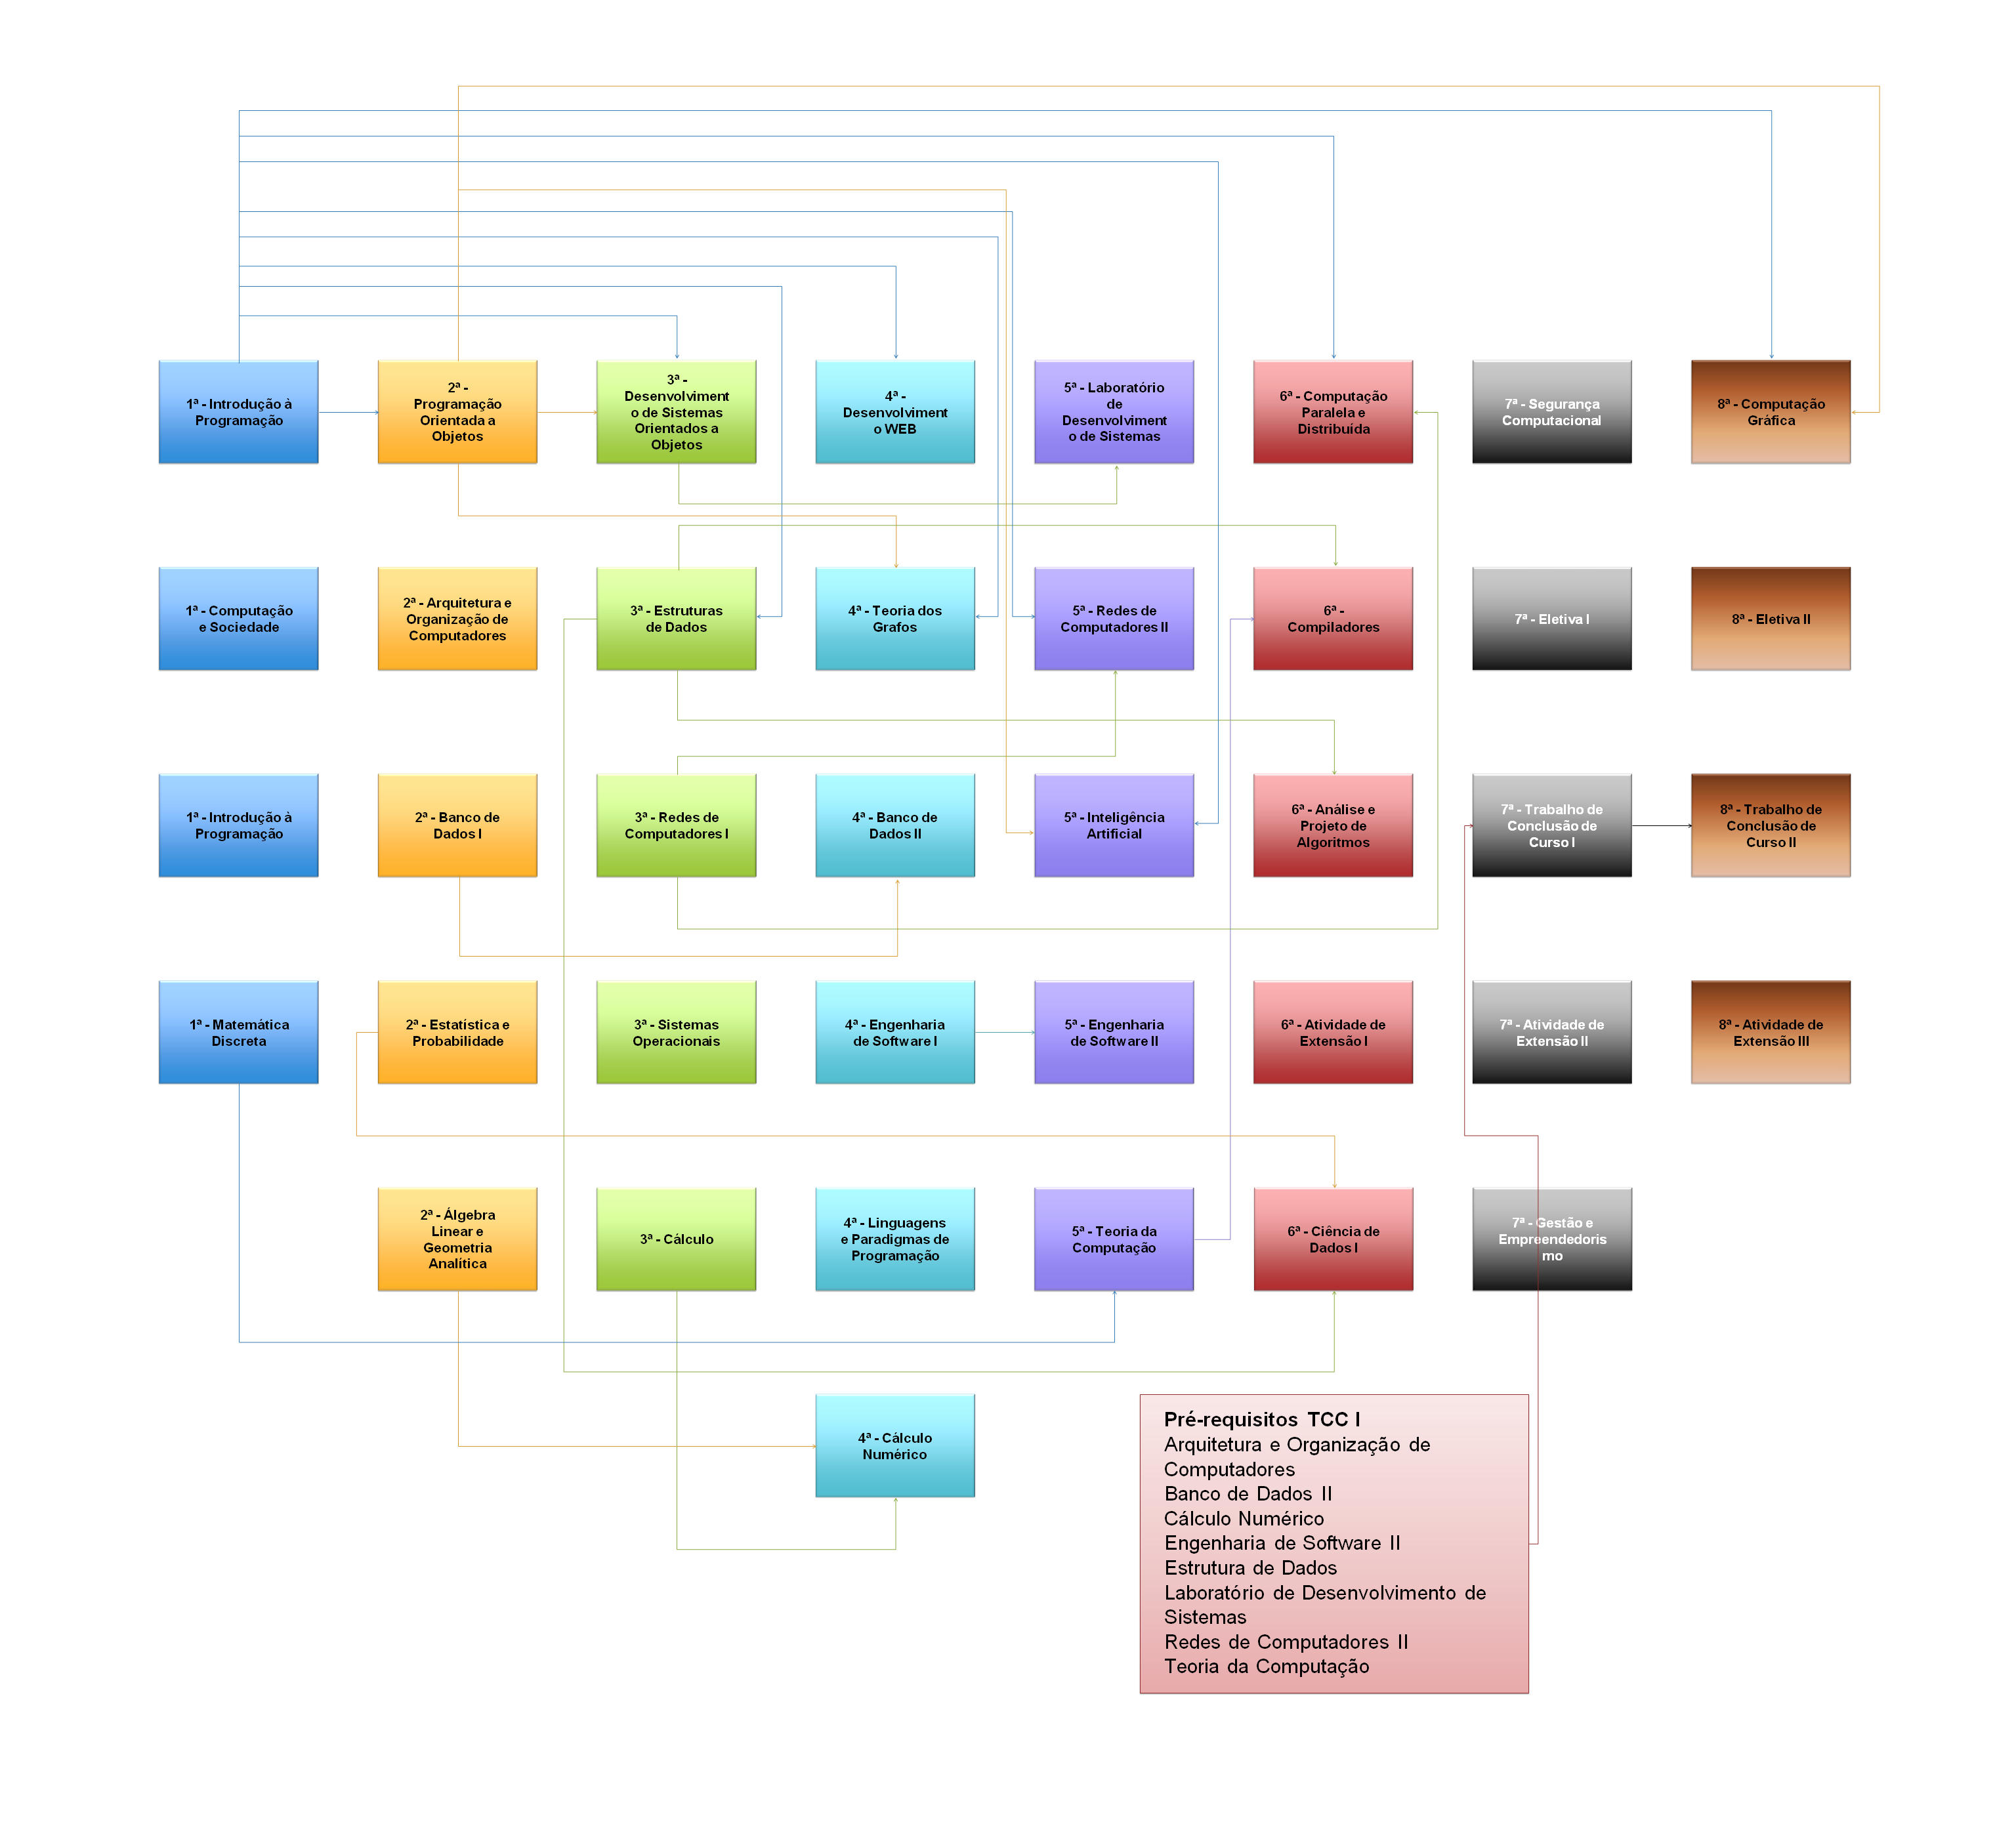 1ª - Introdução à
Programação
2ª -
Programação
Orientada a
Objetos
3ª -
Desenvolviment
o de Sistemas
Orientados a
Objetos
4ª -
Desenvolviment
o WEB
5ª - Laboratório
de
Desenvolviment
o de Sistemas
6ª - Computação
Paralela e
Distribuída
7ª - Segurança
Computacional
8ª - Computação
Gráfica
1ª - Computação
e Sociedade
2ª - Arquitetura e
Organização de
Computadores
3ª - Estruturas
de Dados
4ª - Teoria dos
Grafos
5ª - Redes de
Computadores II
6ª -
Compiladores
7ª - Eletiva I
8ª - Eletiva II
1ª - Introdução à
Programação
2ª - Banco de
Dados I
3ª - Redes de
Computadores I
4ª - Banco de
Dados II
5ª - Inteligência
Artificial
6ª - Análise e
Projeto de
Algoritmos
7ª - Trabalho de
Conclusão de
Curso I
8ª - Trabalho de
Conclusão de
Curso II
1ª - Matemática
Discreta
2ª - Estatística e
Probabilidade
3ª - Sistemas
Operacionais
4ª - Engenharia
de Software I
5ª - Engenharia
de Software II
6ª - Atividade de
Extensão I
7ª - Atividade de
Extensão II
8ª - Atividade de
Extensão III
2ª - Álgebra
Linear e
Geometria
Analítica
3ª - Cálculo
4ª - Linguagens
e Paradigmas de
Programação
5ª - Teoria da
Computação
6ª - Ciência de
Dados I
7ª - Gestão e
Empreendedoris
mo
4ª - Cálculo
Numérico
Pré-requisitos TCC I
Arquitetura e Organização de
Computadores
Banco de Dados II
Cálculo Numérico
Engenharia de Software II
Estrutura de Dados
Laboratório de Desenvolvimento de
Sistemas
Redes de Computadores II
Teoria da Computação